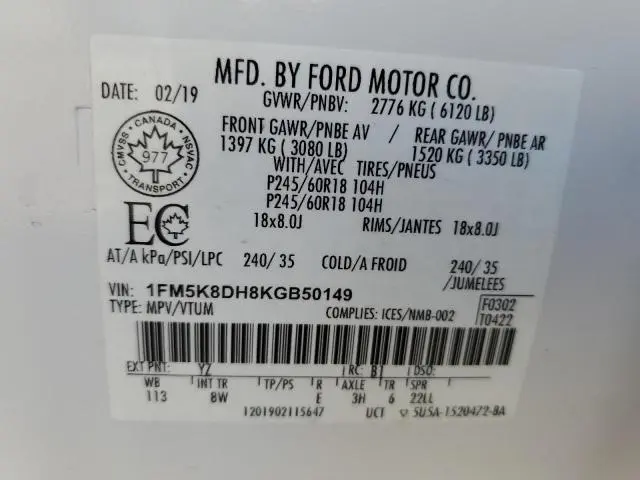 MFD. BY FORD MOTOR CO.
DATE: 02/19
GVWR/PNBV: 2776 KG ( 6120 LB)
FRONT GAWR/PNBE AV / REAR GAWR/ PNBE AR
1397 KG ( 3080 LB) 1520 KG ( 3350 LB)
WITH/AVEC TIRES/PNEUS
P245/60R18 104H
P245/60R18 104H
18x8.0J RIMS/JANTES 18x8.0J
CMVSS • CANADA • NSVAC
977
TRANSPORT
EC
AT/A kPa/PSI/LPC 240/ 35 COLD/A FROID 240/ 35
/JUMELEES
VIN: 1FM5K8DH8KGB50149
TYPE: MPV/VTUM COMPLIES: ICES/NMB-002
F0302
T0422
EXT PNT: YZ RC: B1 DSO:
WB INT TR TP/PS R AXLE TR SPR
113 8W E 3H 6 22LL
1201902115647 UCT 5U5A-1520472-BA